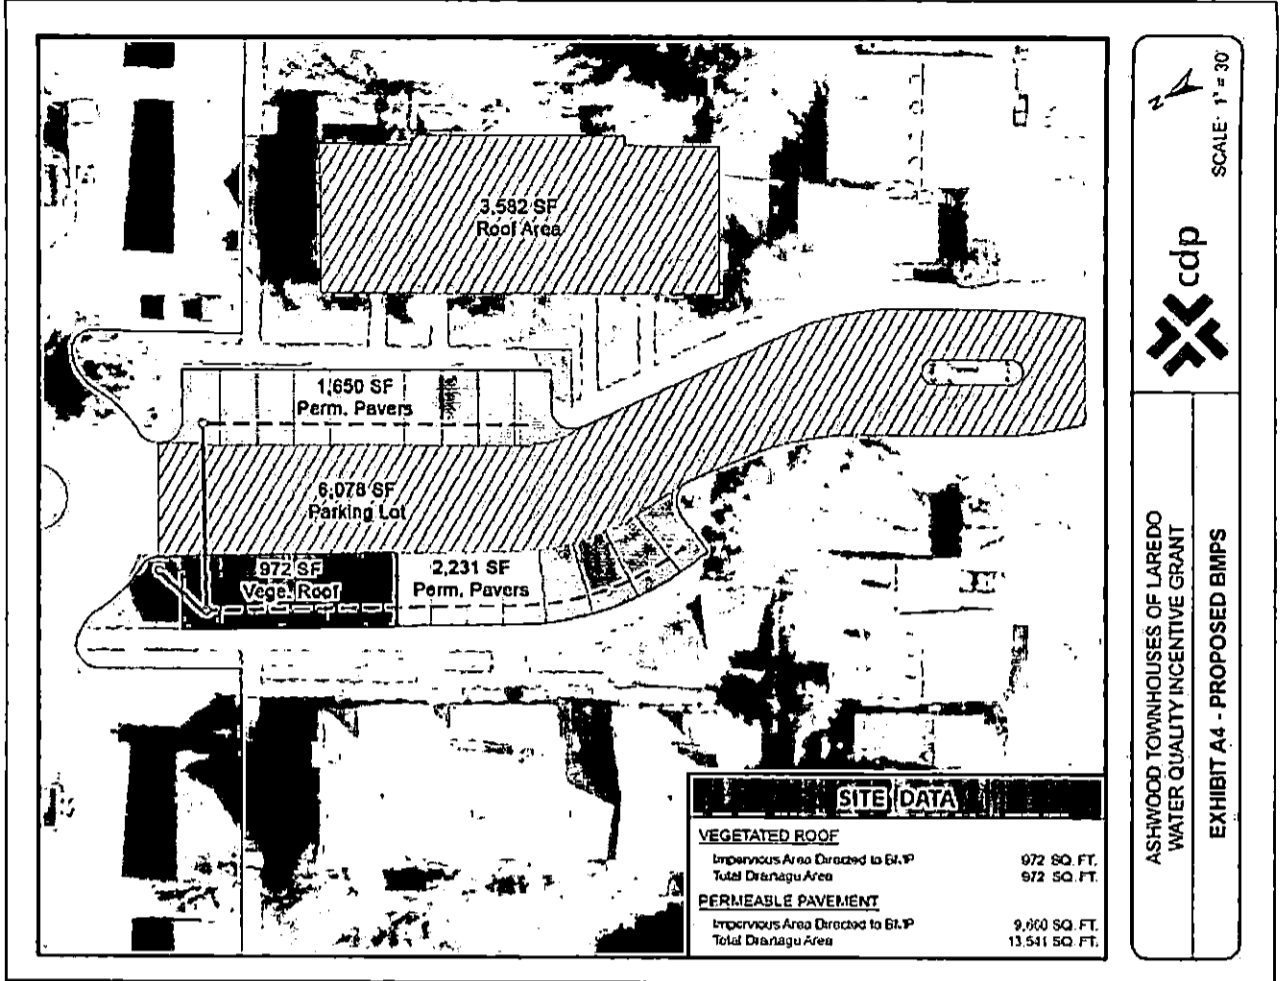 3,582 SF
Roof Area
1,650 SF
Perm. Pavers
6,078 SF
Parking Lot
972 SF
Vege. Roof
2,231 SF
Perm. Pavers
SITE DATA
VEGETATED ROOF
Impervious Area Directed to BMP 972 SQ. FT.
Total Drainage Area 972 SQ. FT.
PERMEABLE PAVEMENT
Impervious Area Directed to BMP 9,660 SQ. FT.
Total Drainage Area 13,541 SQ. FT.
N
SCALE: 1" = 30'
cdp
ASHWOOD TOWNHOUSES OF LAREDO
WATER QUALITY INCENTIVE GRANT
EXHIBIT A4 - PROPOSED BMPS